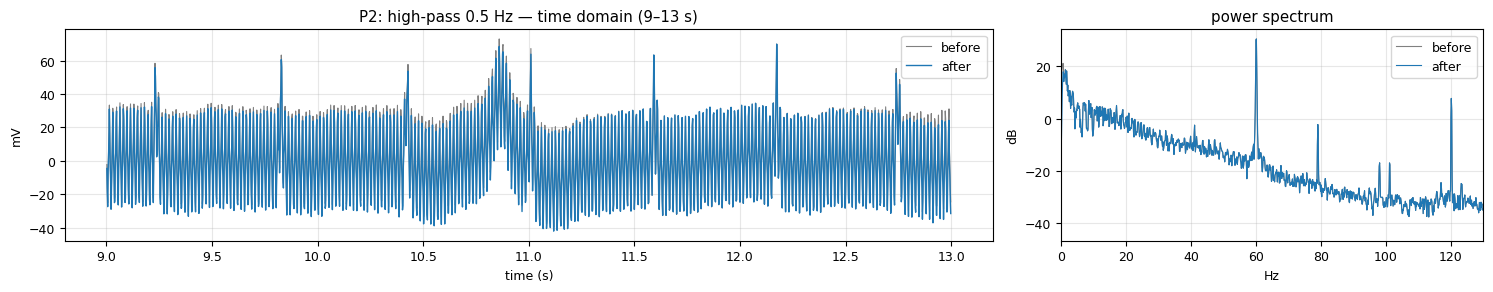 P2: high-pass 0.5 Hz — time domain (9–13 s)
mV
60
40
20
0
−20
−40
before
after
9.0
9.5
10.0
10.5
11.0
11.5
12.0
12.5
13.0
time (s)
power spectrum
dB
20
0
−20
−40
before
after
0
20
40
60
80
100
120
Hz